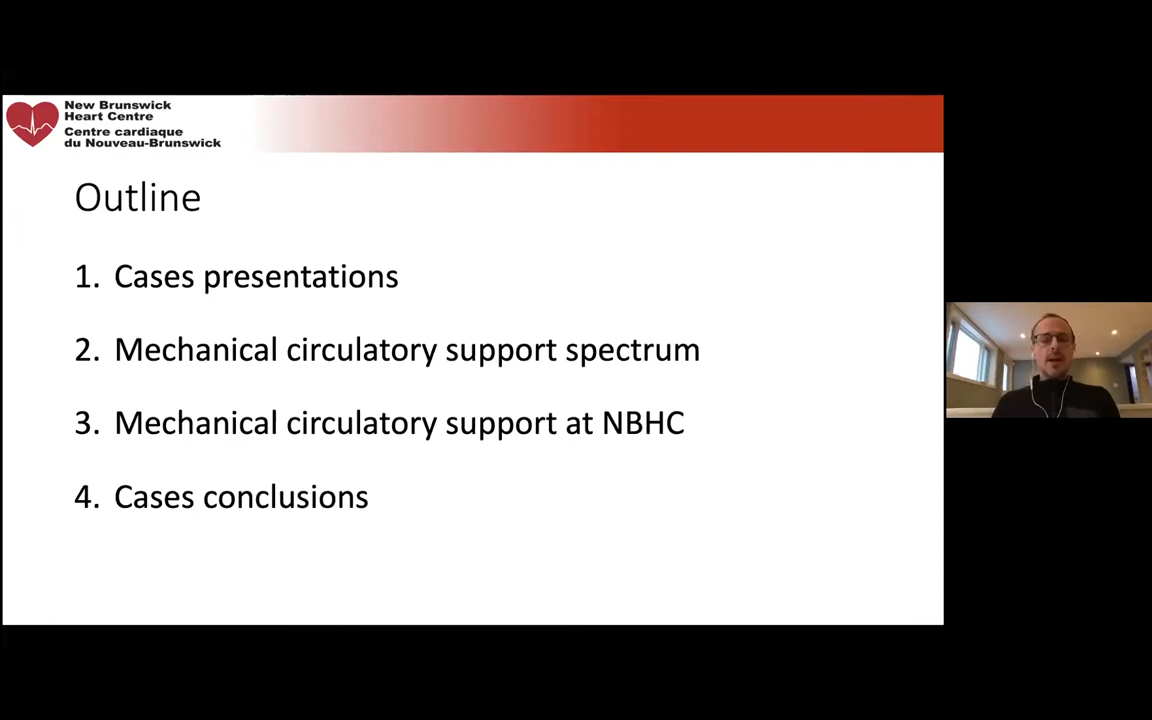 New Brunswick
Heart Centre
Centre cardiaque
du Nouveau-Brunswick
Outline
1. Cases presentations
2. Mechanical circulatory support spectrum
3. Mechanical circulatory support at NBHC
4. Cases conclusions